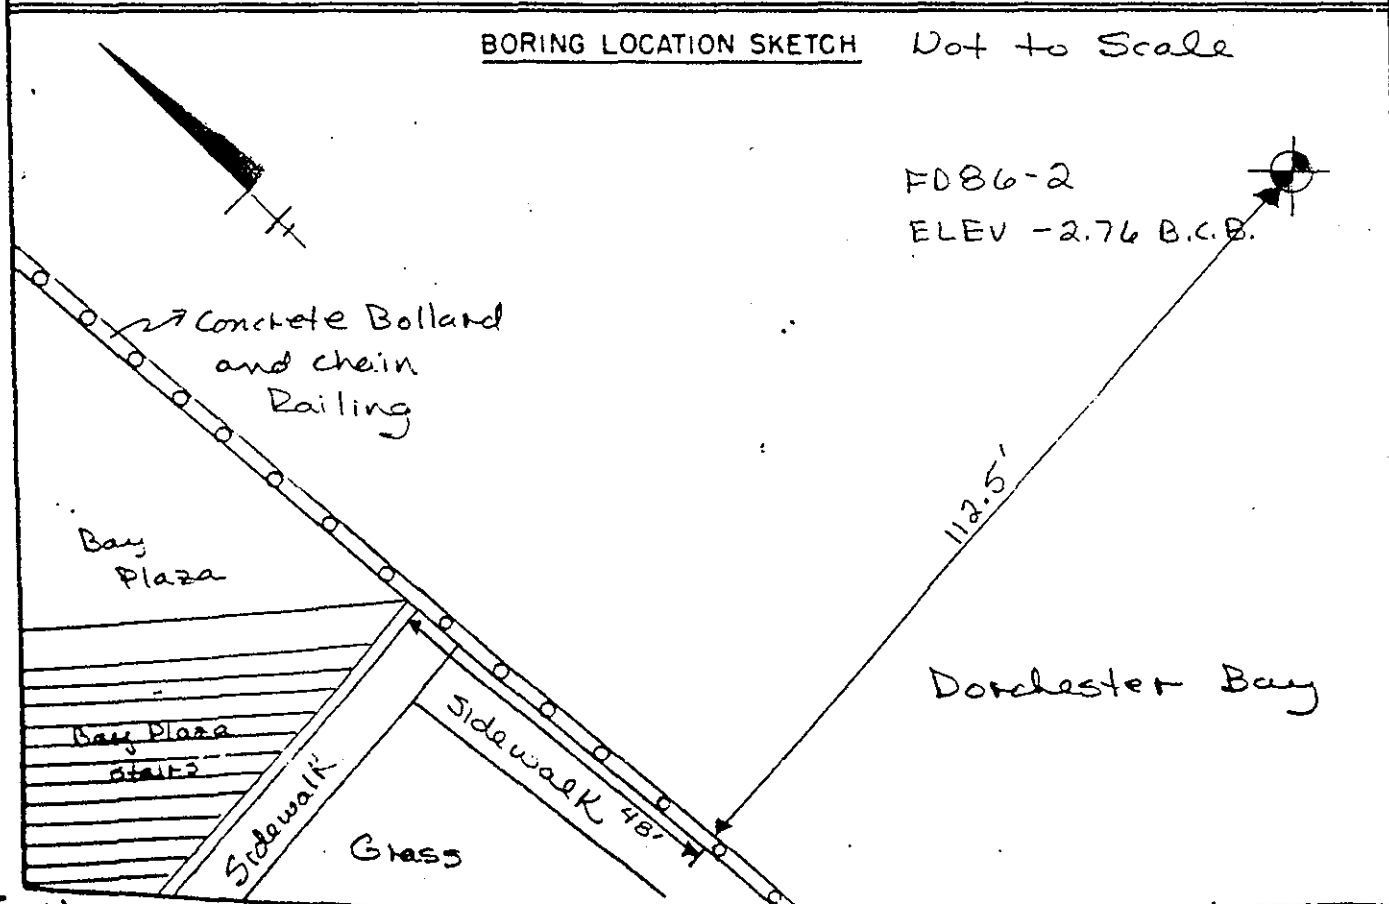 BORING LOCATION SKETCH Not to Scale
FD86-2
ELEV -2.76 B.C.B.
Concrete Bollard
and chain
Railing
112.5'
Bay
Plaza
Dorchester Bay
Sidewalk 48'
Bay Plaza
stairs
Sidewalk
Grass